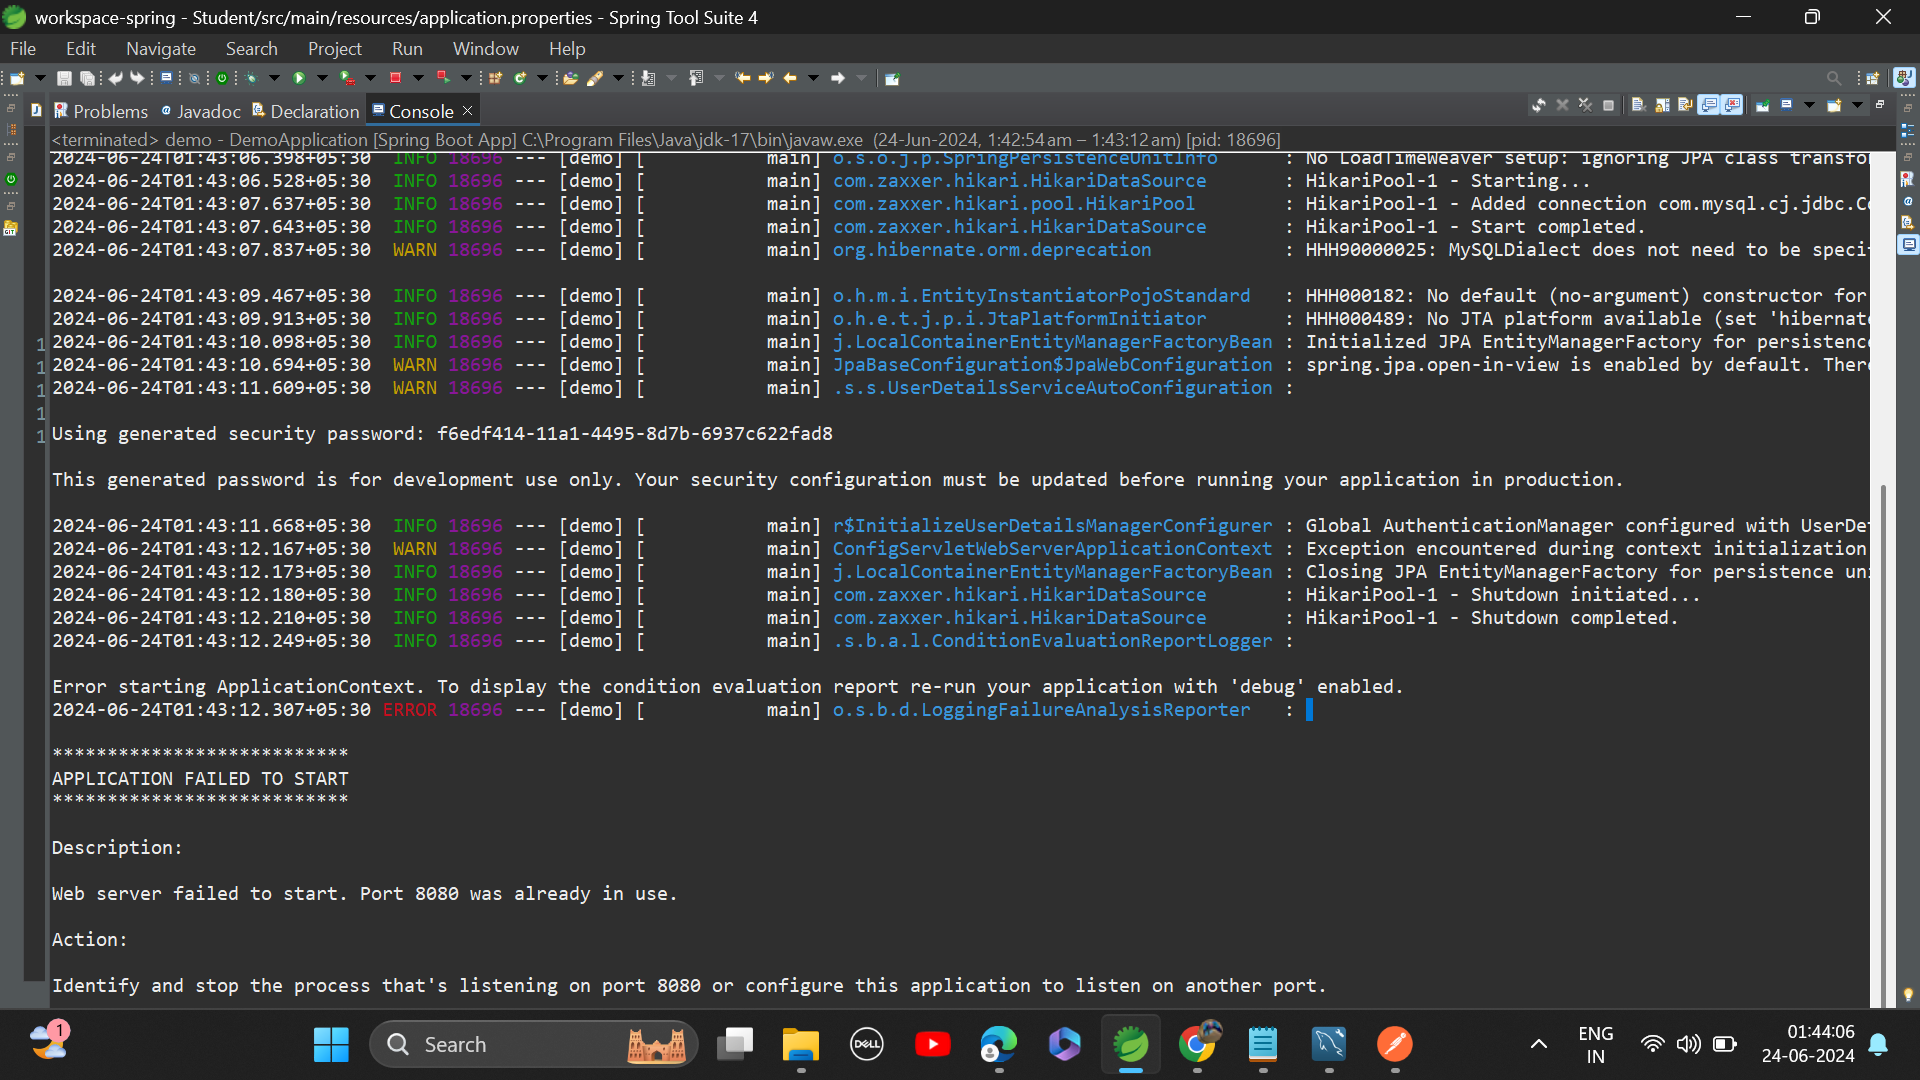 workspace-spring - Student/src/main/resources/application.properties - Spring Tool Suite 4
File Edit Navigate Search Project Run Window Help
Problems Javadoc Declaration Console
<terminated> demo - DemoApplication [Spring Boot App] C:\Program Files\Java\jdk-17\bin\javaw.exe (24-Jun-2024, 1:42:54 am – 1:43:12 am) [pid: 18696]
2024-06-24T01:43:06.398+05:30 INFO 18696 --- [demo] [ main] o.s.o.j.p.SpringPersistenceUnitInfo : No LoadTimeWeaver setup: ignoring JPA class transfo
2024-06-24T01:43:06.528+05:30 INFO 18696 --- [demo] [ main] com.zaxxer.hikari.HikariDataSource : HikariPool-1 - Starting...
2024-06-24T01:43:07.637+05:30 INFO 18696 --- [demo] [ main] com.zaxxer.hikari.pool.HikariPool : HikariPool-1 - Added connection com.mysql.cj.jdbc.Co
2024-06-24T01:43:07.643+05:30 INFO 18696 --- [demo] [ main] com.zaxxer.hikari.HikariDataSource : HikariPool-1 - Start completed.
2024-06-24T01:43:07.837+05:30 WARN 18696 --- [demo] [ main] org.hibernate.orm.deprecation : HHH90000025: MySQLDialect does not need to be speci
2024-06-24T01:43:09.467+05:30 INFO 18696 --- [demo] [ main] o.h.m.i.EntityInstantiatorPojoStandard : HHH000182: No default (no-argument) constructor for
2024-06-24T01:43:09.913+05:30 INFO 18696 --- [demo] [ main] o.h.e.t.j.p.i.JtaPlatformInitiator : HHH000489: No JTA platform available (set 'hibernate
2024-06-24T01:43:10.098+05:30 INFO 18696 --- [demo] [ main] j.LocalContainerEntityManagerFactoryBean : Initialized JPA EntityManagerFactory for persistence
2024-06-24T01:43:10.694+05:30 WARN 18696 --- [demo] [ main] JpaBaseConfiguration$JpaWebConfiguration : spring.jpa.open-in-view is enabled by default. Ther
2024-06-24T01:43:11.609+05:30 WARN 18696 --- [demo] [ main] .s.s.UserDetailsServiceAutoConfiguration :
Using generated security password: f6edf414-11a1-4495-8d7b-6937c622fad8
This generated password is for development use only. Your security configuration must be updated before running your application in production.
2024-06-24T01:43:11.668+05:30 INFO 18696 --- [demo] [ main] r$InitializeUserDetailsManagerConfigurer : Global AuthenticationManager configured with UserDe
2024-06-24T01:43:12.167+05:30 WARN 18696 --- [demo] [ main] ConfigServletWebServerApplicationContext : Exception encountered during context initialization
2024-06-24T01:43:12.173+05:30 INFO 18696 --- [demo] [ main] j.LocalContainerEntityManagerFactoryBean : Closing JPA EntityManagerFactory for persistence uni
2024-06-24T01:43:12.180+05:30 INFO 18696 --- [demo] [ main] com.zaxxer.hikari.HikariDataSource : HikariPool-1 - Shutdown initiated...
2024-06-24T01:43:12.210+05:30 INFO 18696 --- [demo] [ main] com.zaxxer.hikari.HikariDataSource : HikariPool-1 - Shutdown completed.
2024-06-24T01:43:12.249+05:30 INFO 18696 --- [demo] [ main] .s.b.a.l.ConditionEvaluationReportLogger :
Error starting ApplicationContext. To display the condition evaluation report re-run your application with 'debug' enabled.
2024-06-24T01:43:12.307+05:30 ERROR 18696 --- [demo] [ main] o.s.b.d.LoggingFailureAnalysisReporter :
***************************
APPLICATION FAILED TO START
***************************
Description:
Web server failed to start. Port 8080 was already in use.
Action:
Identify and stop the process that's listening on port 8080 or configure this application to listen on another port.
1
1
1
1
1
1
Search
DELL
ENG
IN
01:44:06
24-06-2024